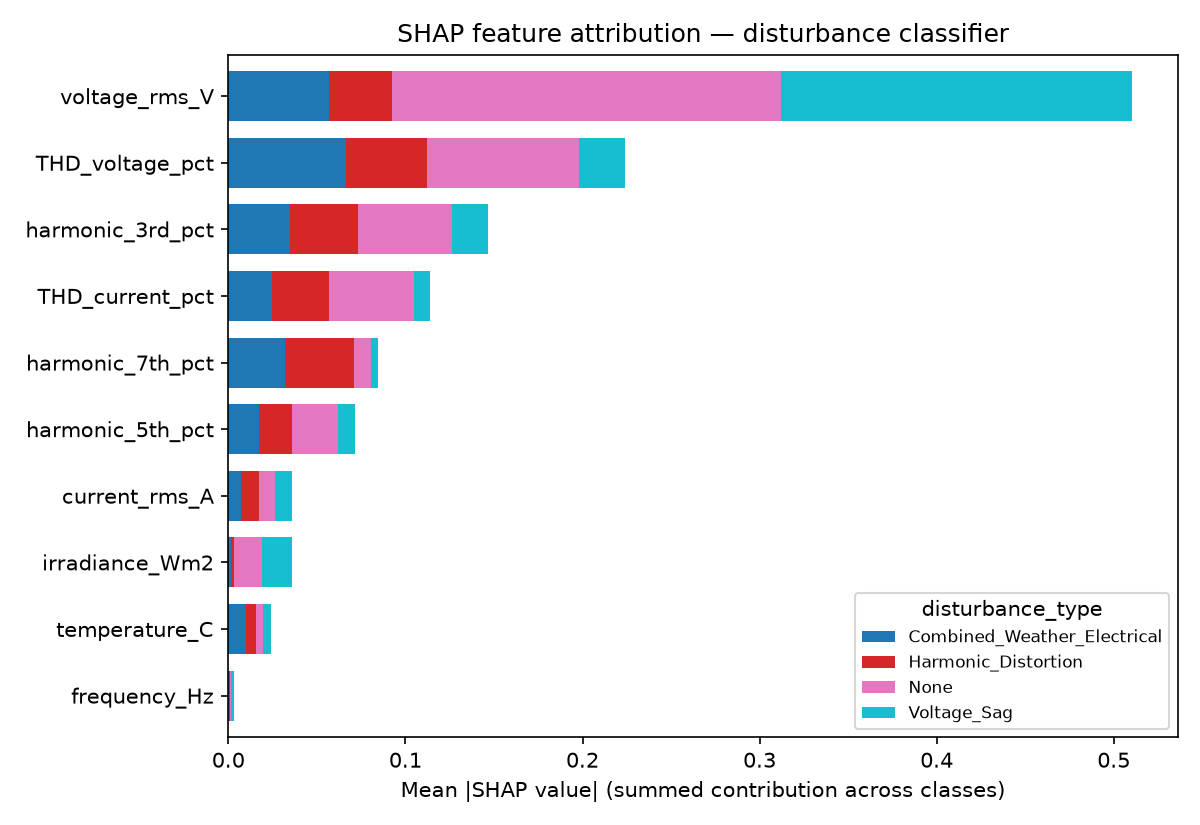 SHAP feature attribution — disturbance classifier
voltage_rms_V
THD_voltage_pct
harmonic_3rd_pct
THD_current_pct
harmonic_7th_pct
harmonic_5th_pct
current_rms_A
irradiance_Wm2
temperature_C
frequency_Hz
disturbance_type
Combined_Weather_Electrical
Harmonic_Distortion
None
Voltage_Sag
0.0 0.1 0.2 0.3 0.4 0.5
Mean |SHAP value| (summed contribution across classes)